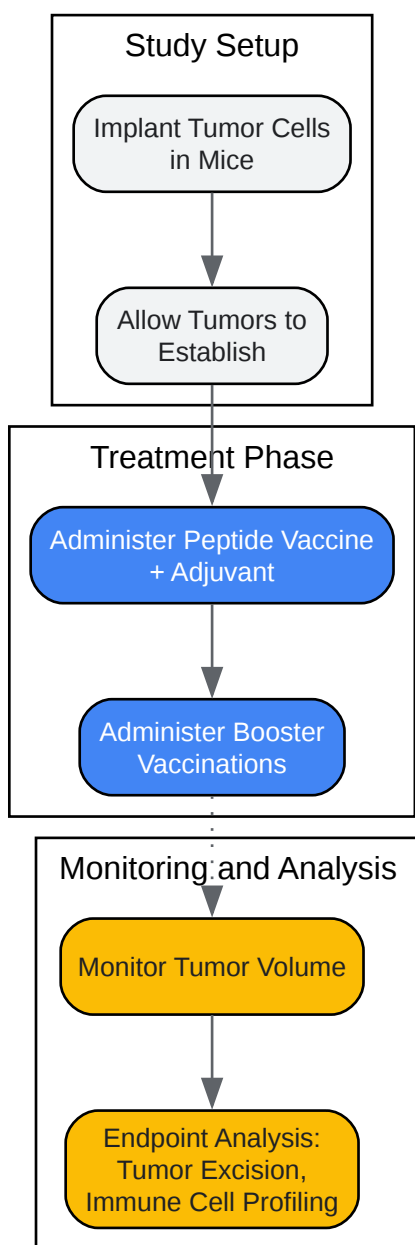 Study Setup
Implant Tumor Cells
in Mice
Allow Tumors to
Establish
Treatment Phase
Administer Peptide Vaccine
+ Adjuvant
Administer Booster
Vaccinations
Monitoring and Analysis
Monitor Tumor Volume
Endpoint Analysis:
Tumor Excision,
Immune Cell Profiling